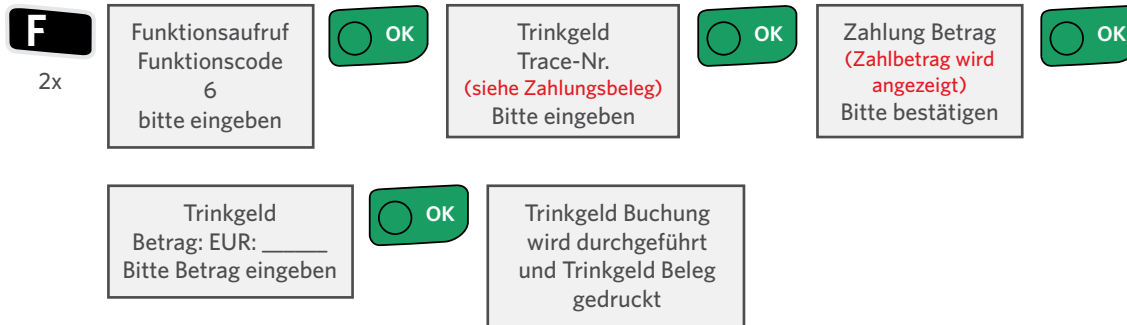 F
2x
Funktionsaufruf
Funktionscode
6
bitte eingeben
OK
Trinkgeld
Trace-Nr.
(siehe Zahlungsbeleg)
Bitte eingeben
OK
Zahlung Betrag
(Zahlbetrag wird
angezeigt)
Bitte bestätigen
OK
Trinkgeld
Betrag: EUR: ______
Bitte Betrag eingeben
OK
Trinkgeld Buchung
wird durchgeführt
und Trinkgeld Beleg
gedruckt